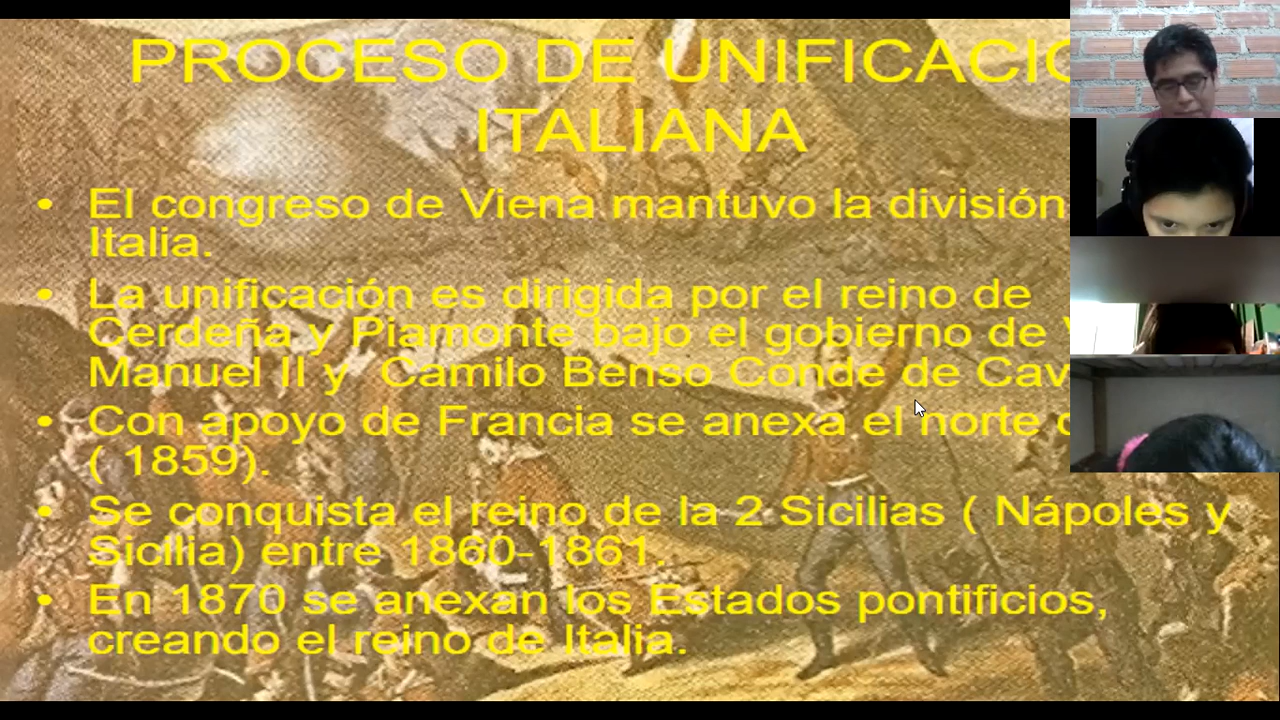 PROCESO DE UNIFICACIO
ITALIANA
• El congreso de Viena mantuvo la división
Italia.
• La unificación es dirigida por el reino de
Cerdeña y Piamonte bajo el gobierno de
Manuel II y Camilo Benso Conde de Cav
• Con apoyo de Francia se anexa el norte
( 1859).
• Se conquista el reino de la 2 Sicilias ( Nápoles y
Sicilia) entre 1860-1861.
• En 1870 se anexan los Estados pontificios,
creando el reino de Italia.